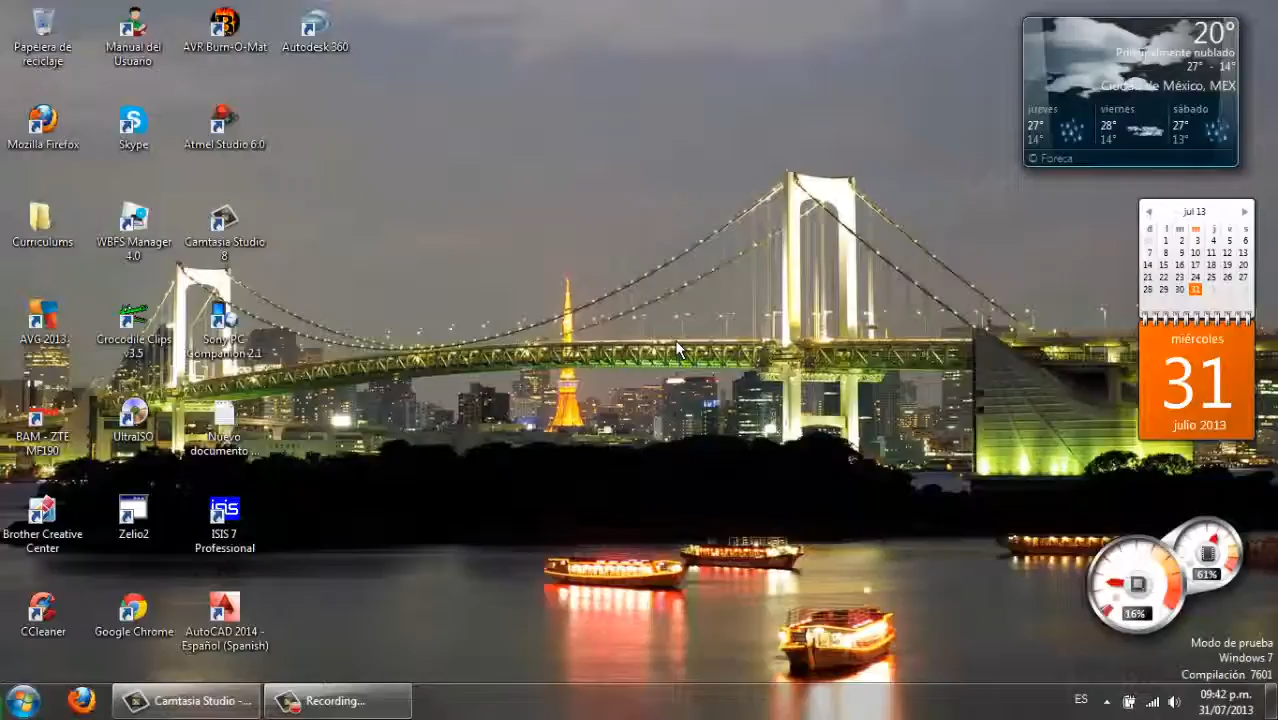 Papelera de
reciclaje
Manual del
Usuario
AVR Burn-O-Mat
Autodesk 360
Mozilla Firefox
Skype
Atmel Studio 6.0
Curriculums
WBFS Manager
4.0
Camtasia Studio
8
AVG 2013
Crocodile Clips
v3.5
Sony PC
Companion 2.1
BAM - ZTE
MF190
UltraISO
Nuevo
documento ...
Brother Creative
Center
Zelio2
isis
ISIS 7
Professional
CCleaner
Google Chrome
AutoCAD 2014 -
Español (Spanish)
20°
Principalmente nublado
27° - 14°
Ciudad de México, MEX
jueves viernes sábado
27° 28° 27°
14° 14° 13°
© Foreca
jul 13
d l m m j v s
1 2 3 4 5 6
7 8 9 10 11 12 13
14 15 16 17 18 19 20
21 22 23 24 25 26 27
28 29 30 31
miércoles
31
julio 2013
61%
16%
Modo de prueba
Windows 7
Compilación 7601
Camtasia Studio -...
Recording...
ES
09:42 p.m.
31/07/2013